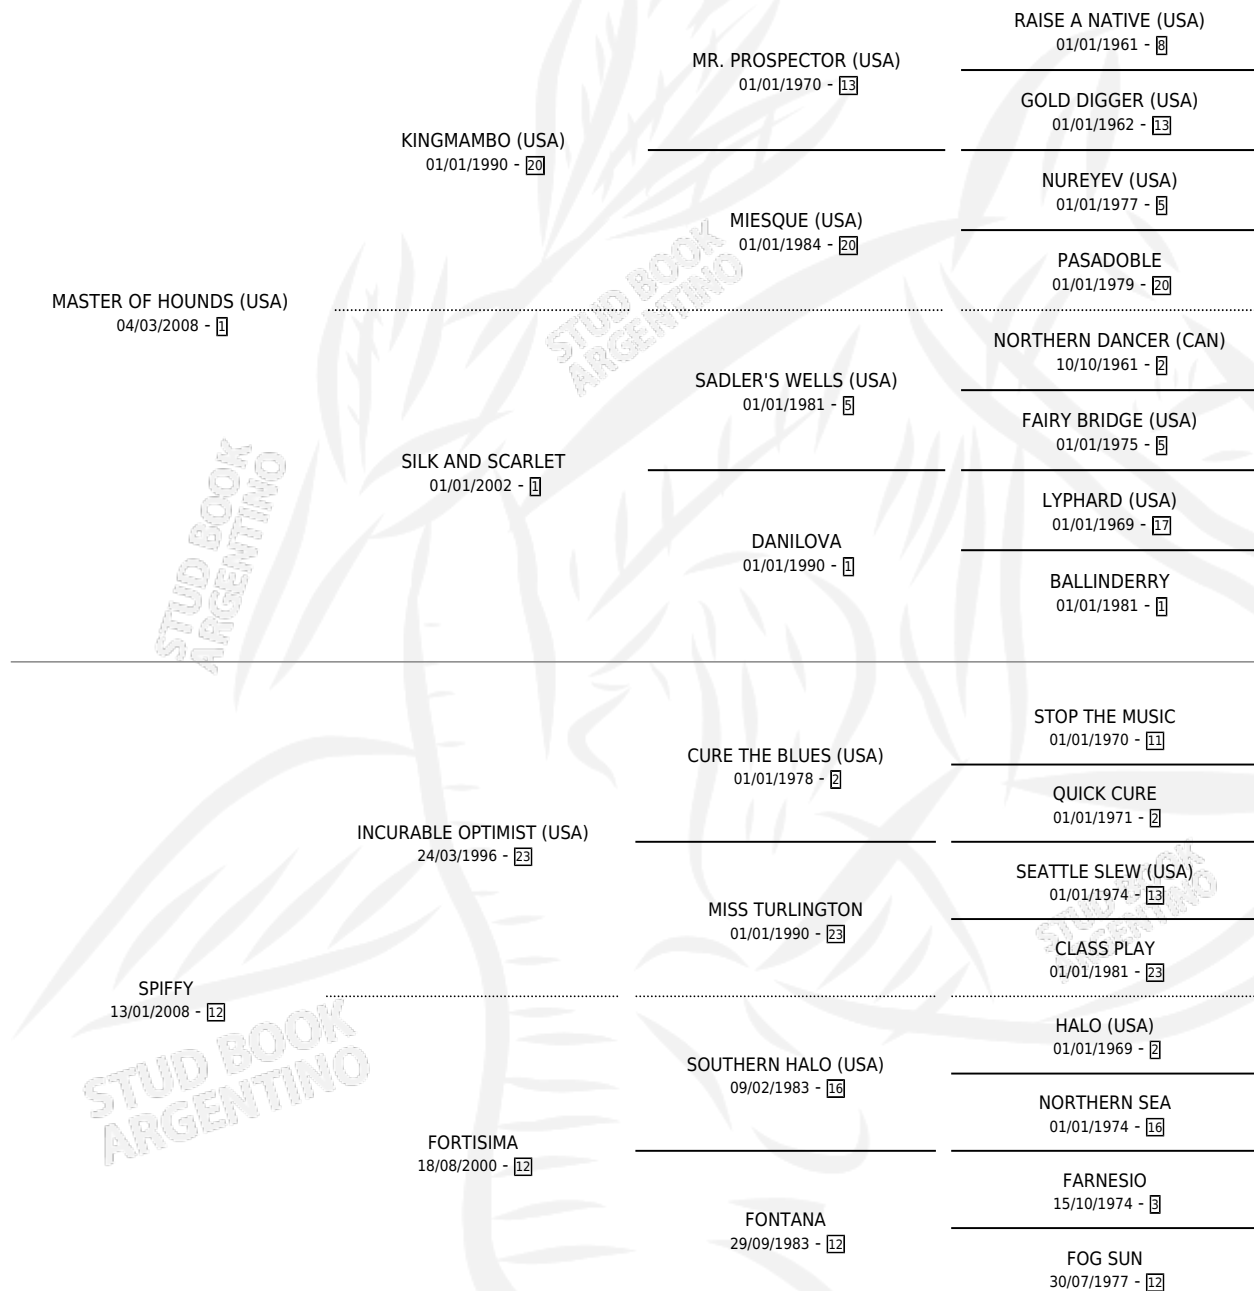 RAISE A NATIVE (USA)
01/01/1961 - 8
MR. PROSPECTOR (USA)
01/01/1970 - 13
GOLD DIGGER (USA)
01/01/1962 - 13
KINGMAMBO (USA)
01/01/1990 - 20
NUREYEV (USA)
01/01/1977 - 5
MIESQUE (USA)
01/01/1984 - 20
PASADOBLE
01/01/1979 - 20
MASTER OF HOUNDS (USA)
04/03/2008 - 1
NORTHERN DANCER (CAN)
10/10/1961 - 2
SADLER'S WELLS (USA)
01/01/1981 - 5
FAIRY BRIDGE (USA)
01/01/1975 - 5
SILK AND SCARLET
01/01/2002 - 1
LYPHARD (USA)
01/01/1969 - 17
DANILOVA
01/01/1990 - 1
BALLINDERRY
01/01/1981 - 1
STOP THE MUSIC
01/01/1970 - 11
CURE THE BLUES (USA)
01/01/1978 - 2
QUICK CURE
01/01/1971 - 2
INCURABLE OPTIMIST (USA)
24/03/1996 - 23
SEATTLE SLEW (USA)
01/01/1974 - 13
MISS TURLINGTON
01/01/1990 - 23
CLASS PLAY
01/01/1981 - 23
SPIFFY
13/01/2008 - 12
HALO (USA)
01/01/1969 - 2
SOUTHERN HALO (USA)
09/02/1983 - 16
NORTHERN SEA
01/01/1974 - 16
FORTISIMA
18/08/2000 - 12
FARNESIO
15/10/1974 - 3
FONTANA
29/09/1983 - 12
FOG SUN
30/07/1977 - 12
STUD BOOK
ARGENTINO
STUD BOOK
ARGENTINO
STUD BOOK
ARGENTINO
STUD BOOK
ARGENTINO